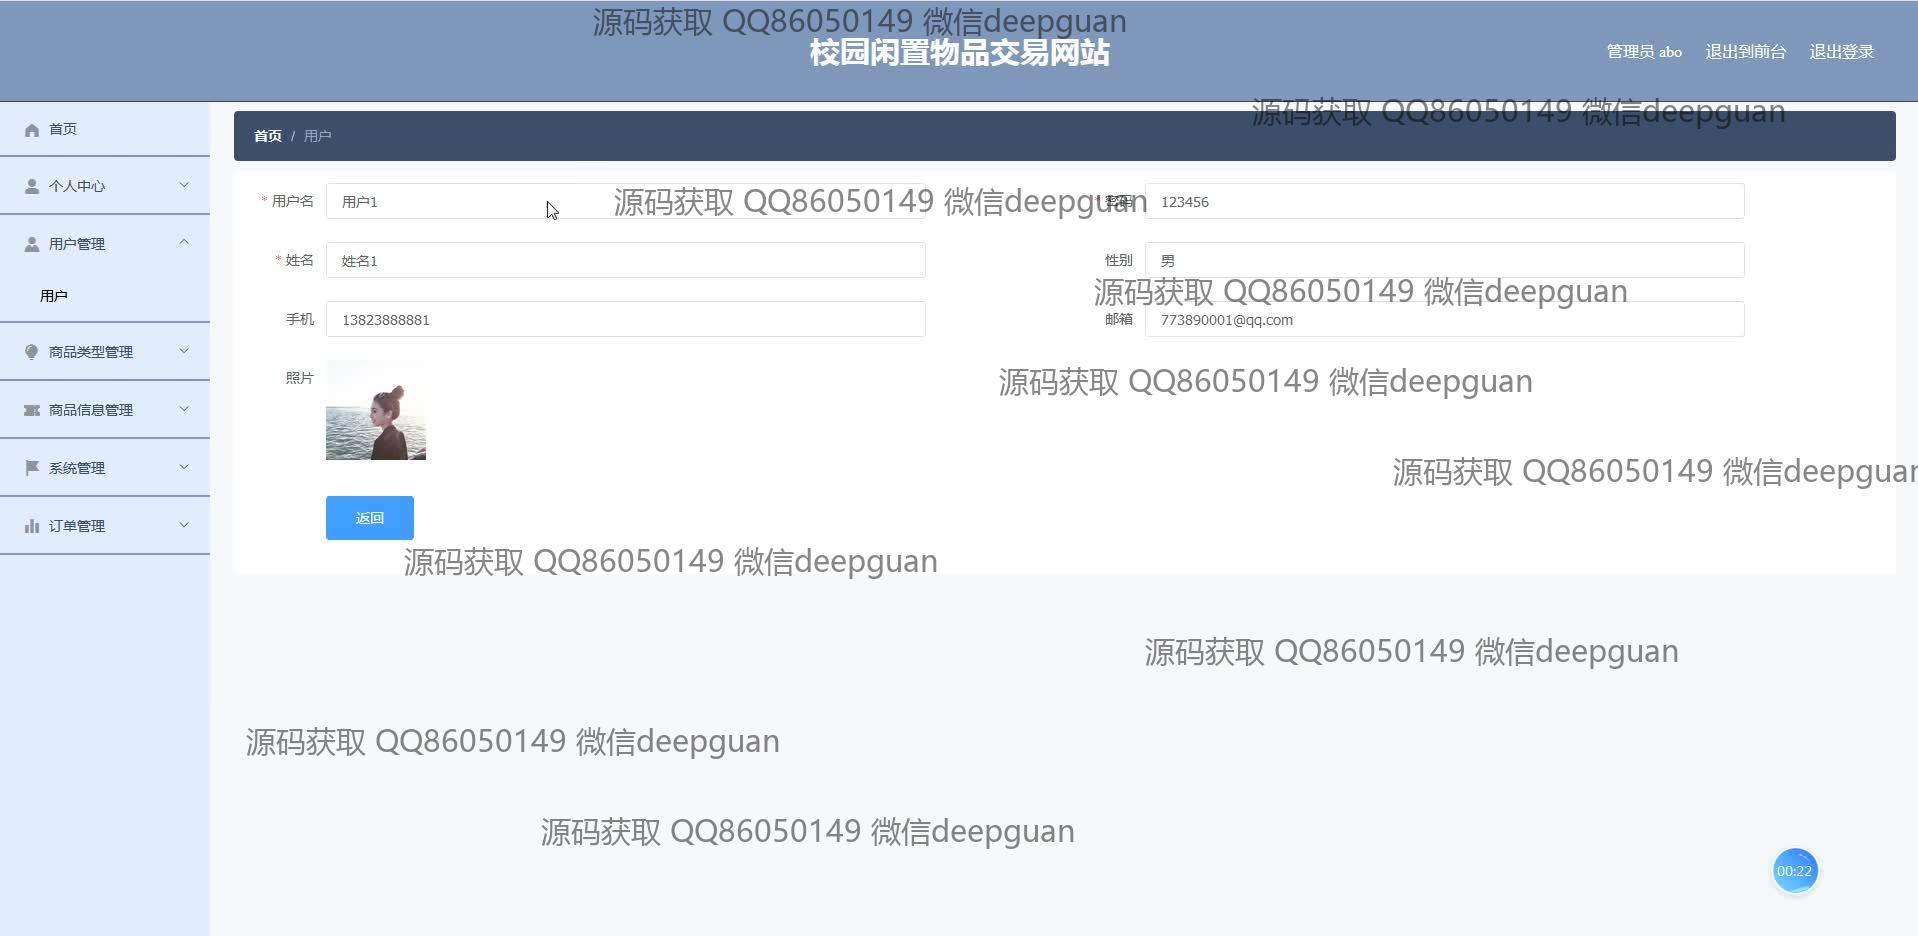 源码获取 QQ86050149 微信deepguan
校园闲置物品交易网站
管理员 abo 退出到前台 退出登录
源码获取 QQ86050149 微信deepguan
首页
首页 / 用户
个人中心
* 用户名 用户1
源码获取 QQ86050149 微信deepguan
* 密码 123456
用户管理
* 姓名 姓名1
性别 男
用户
源码获取 QQ86050149 微信deepguan
手机 13823888881
邮箱 773890001@qq.com
商品类型管理
照片
源码获取 QQ86050149 微信deepguan
商品信息管理
系统管理
源码获取 QQ86050149 微信deepguan
订单管理
返回
源码获取 QQ86050149 微信deepguan
源码获取 QQ86050149 微信deepguan
源码获取 QQ86050149 微信deepguan
源码获取 QQ86050149 微信deepguan
00:22